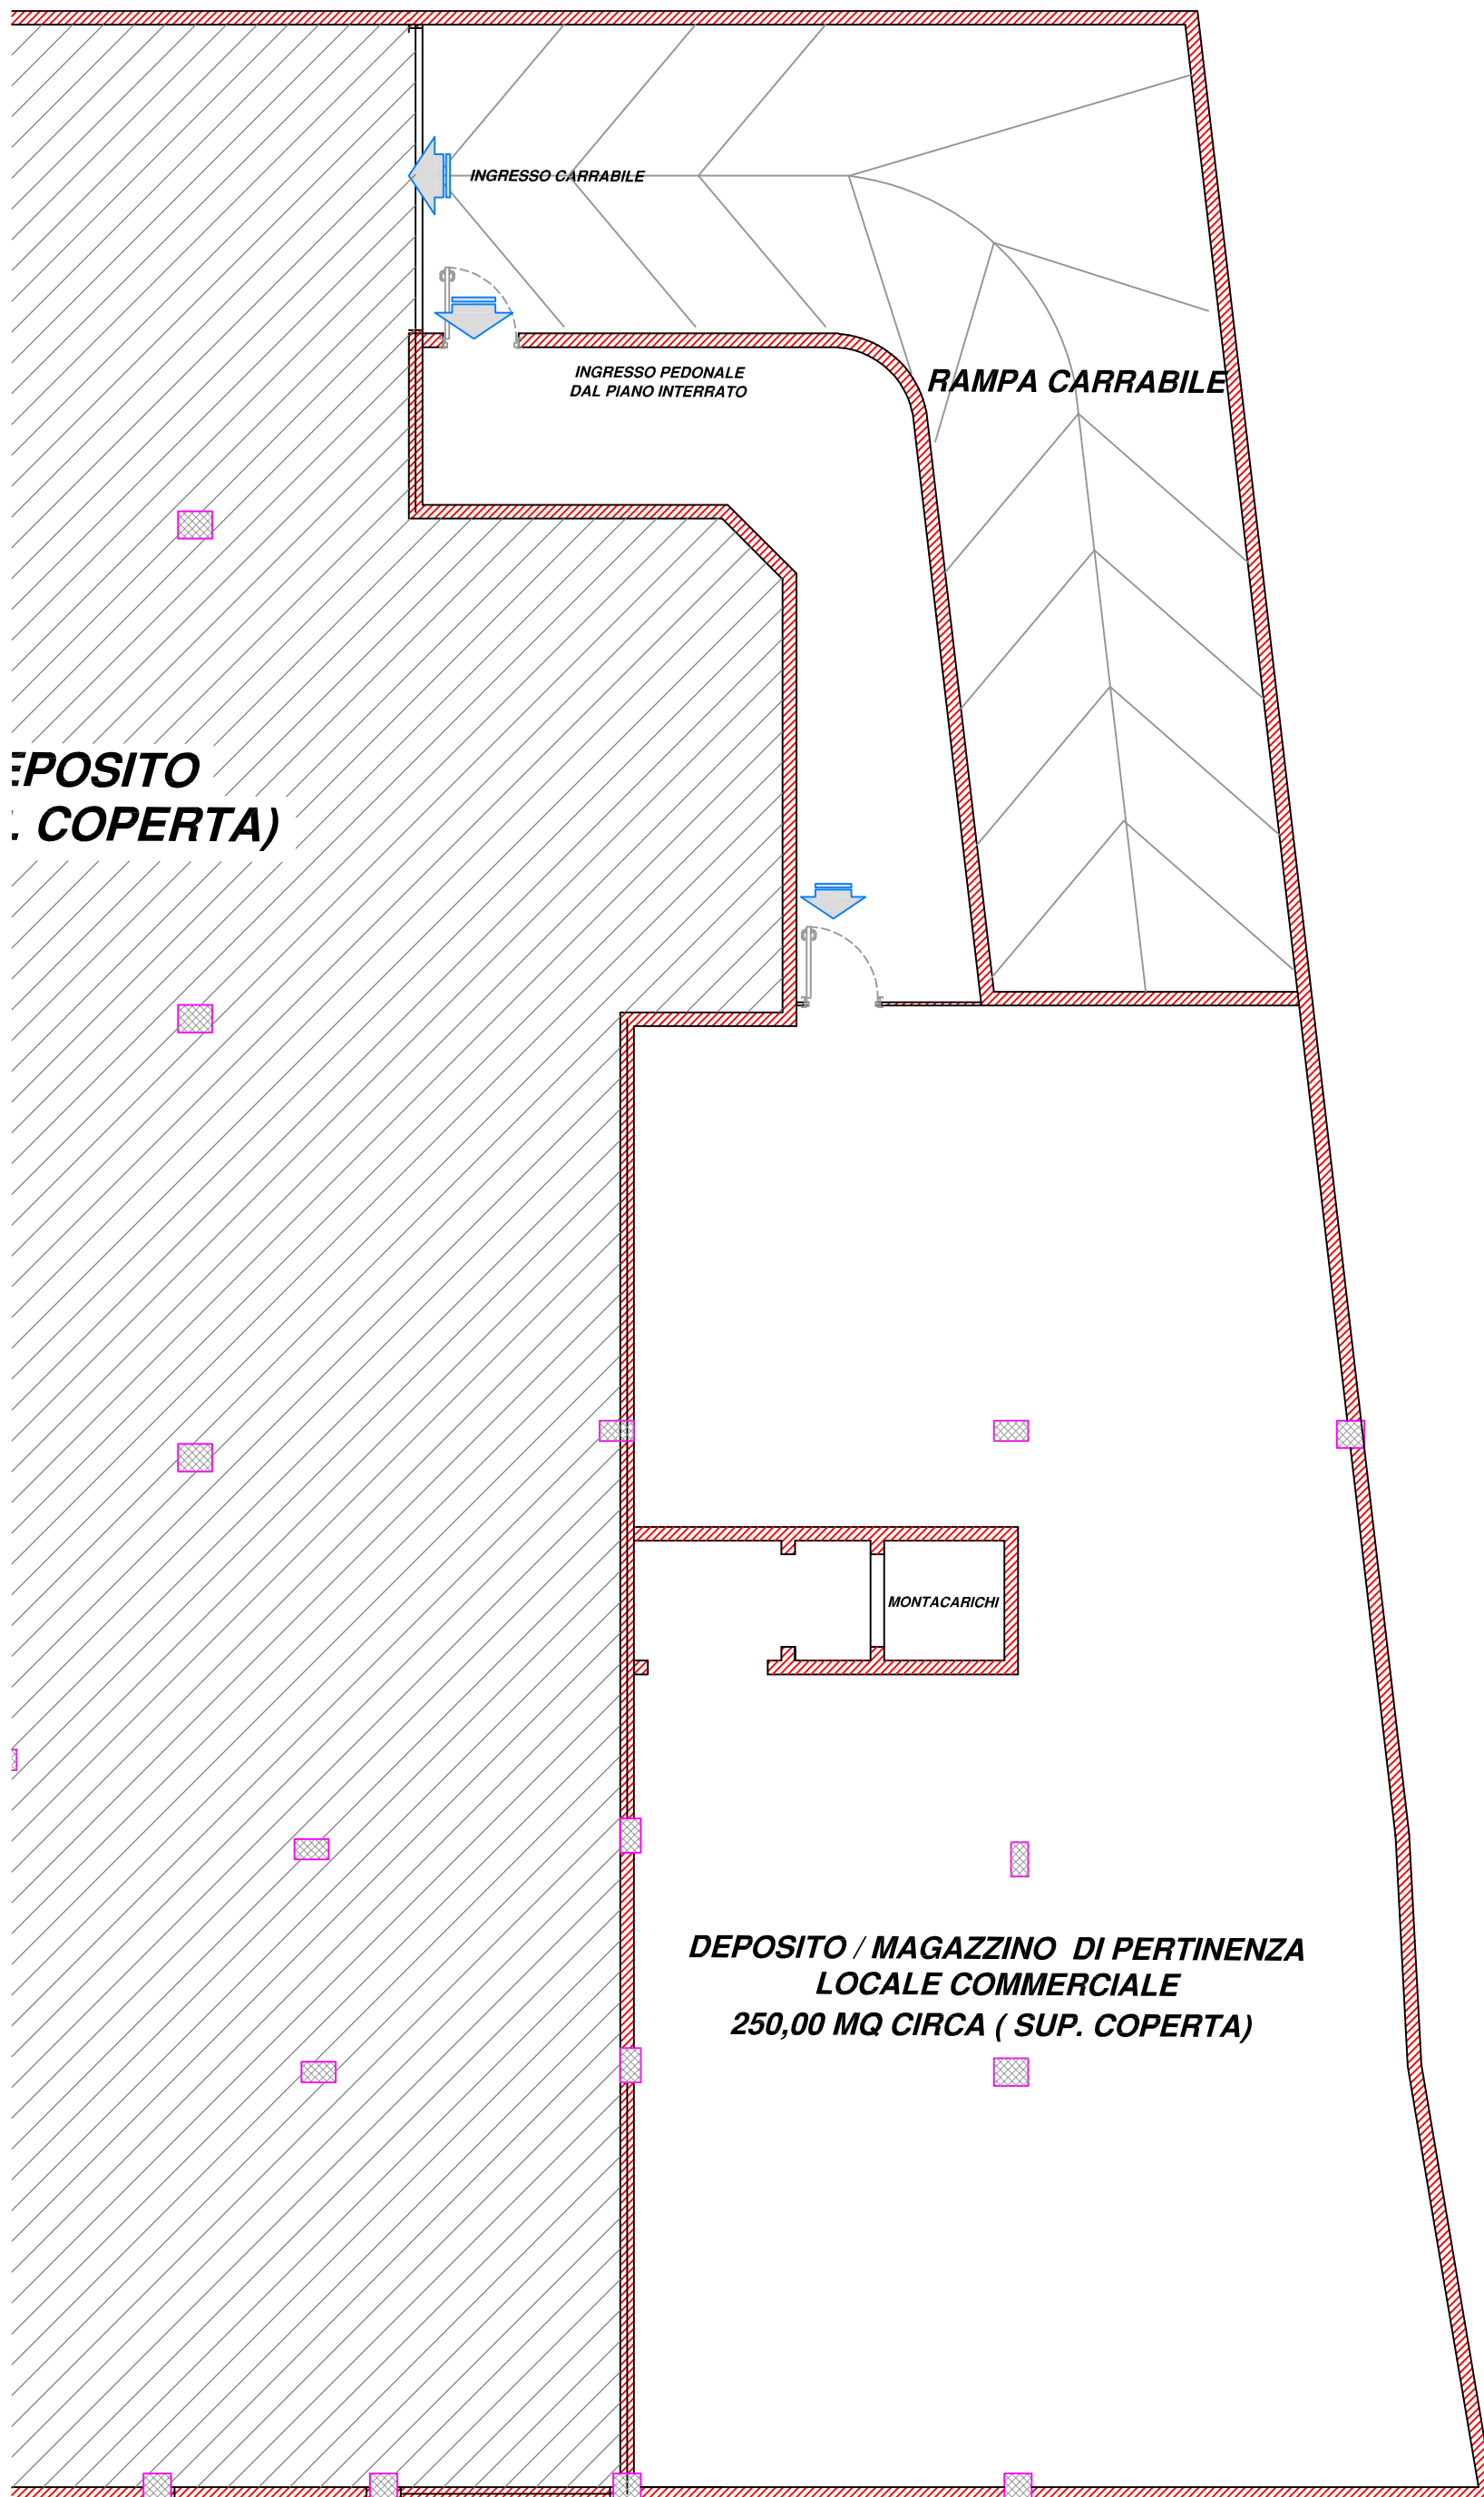 INGRESSO CARRABILE
INGRESSO PEDONALE
DAL PIANO INTERRATO
RAMPA CARRABILE
EPOSITO
. COPERTA)
MONTACARICHI
DEPOSITO / MAGAZZINO DI PERTINENZA
LOCALE COMMERCIALE
250,00 MQ CIRCA ( SUP. COPERTA)